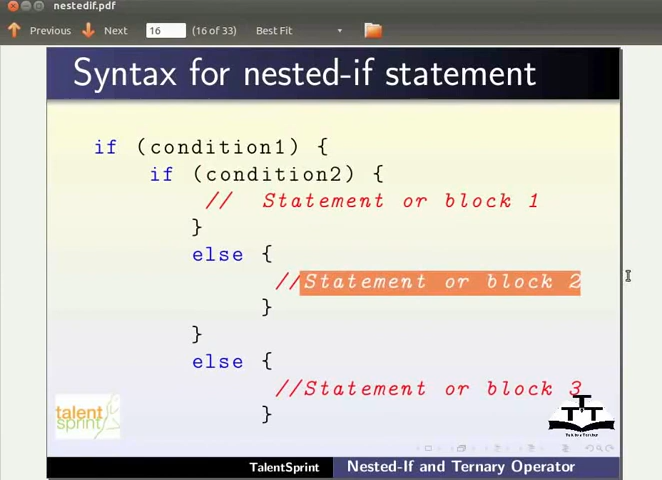 nestedif.pdf
Previous Next 16 (16 of 33) Best Fit
Syntax for nested-if statement
if (condition1) {
if (condition2) {
// Statement or block 1
}
else {
//Statement or block 2
}
}
else {
//Statement or block 3
}
talent
sprint
TalentSprint Nested-If and Ternary Operator